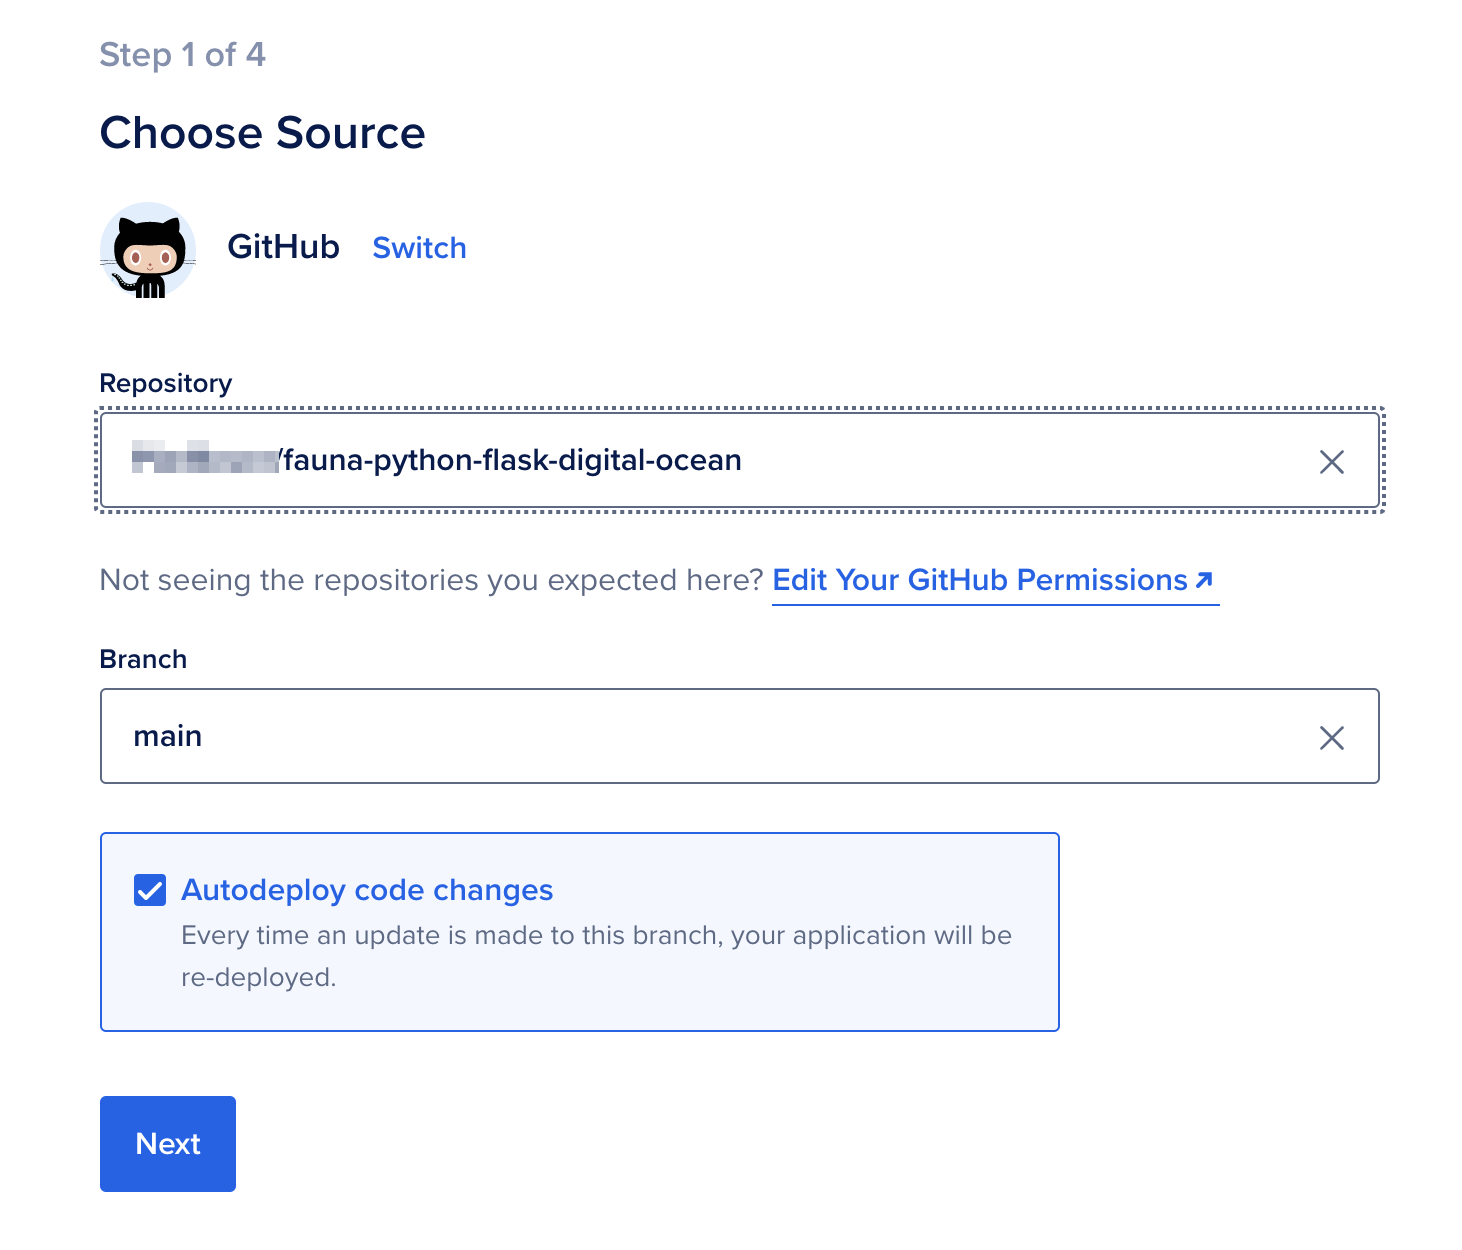 Step 1 of 4
Choose Source
GitHub Switch
Repository
/fauna-python-flask-digital-ocean
Not seeing the repositories you expected here? Edit Your GitHub Permissions
Branch
main
Autodeploy code changes
Every time an update is made to this branch, your application will be
re-deployed.
Next